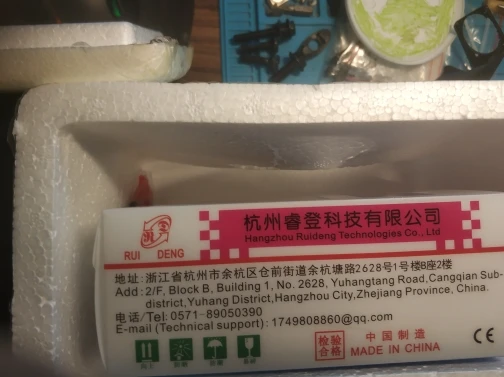 杭州睿登科技有限公司
Hangzhou Ruideng Technologies Co., Ltd.
RUI DENG
地址:浙江省杭州市余杭区仓前街道余杭塘路2628号1号楼B座2楼
Add: 2/F, Block B, Building 1, No. 2628, Yuhangtang Road, Cangqian Sub-
district, Yuhang District, Hangzhou City, Zhejiang Province, China.
电话/Tel: 0571-89050390
E-mail (Technical support): 1749808860@qq.com
检验
合格
中国制造
MADE IN CHINA
CE